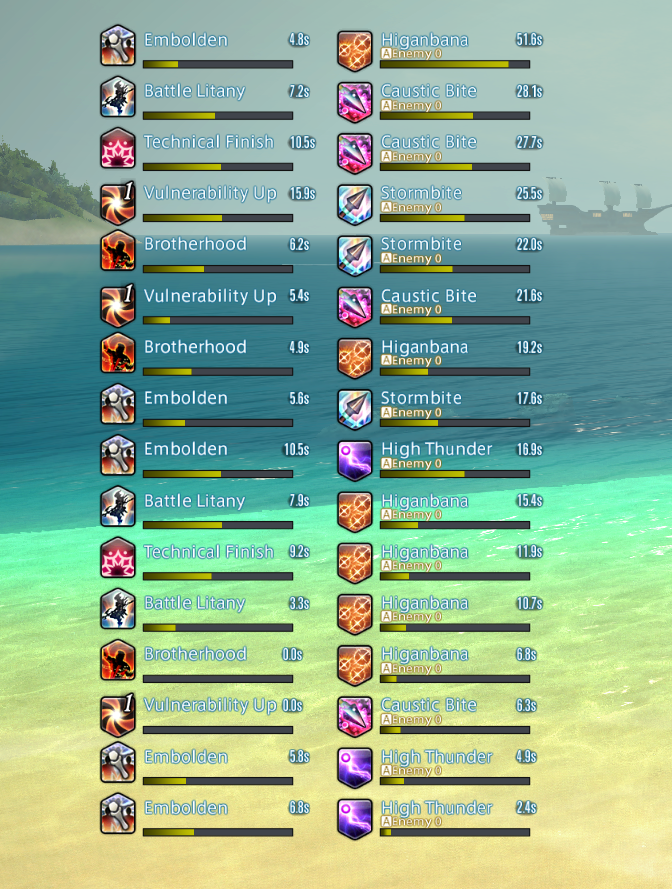 Embolden 4.8s
Battle Litany 7.2s
Technical Finish 10.5s
1 Vulnerability Up 15.9s
Brotherhood 6.2s
1 Vulnerability Up 5.4s
Brotherhood 4.9s
Embolden 5.6s
Embolden 10.5s
Battle Litany 7.9s
Technical Finish 9.2s
Battle Litany 3.3s
Brotherhood 0.0s
1 Vulnerability Up 0.0s
Embolden 5.8s
Embolden 6.8s
Higanbana 51.6s
A Enemy 0
Caustic Bite 28.1s
A Enemy 0
Caustic Bite 27.7s
A Enemy 0
Stormbite 25.5s
A Enemy 0
Stormbite 22.0s
A Enemy 0
Caustic Bite 21.6s
A Enemy 0
Higanbana 19.2s
A Enemy 0
Stormbite 17.6s
A Enemy 0
High Thunder 16.9s
A Enemy 0
Higanbana 15.4s
A Enemy 0
Higanbana 11.9s
A Enemy 0
Higanbana 10.7s
A Enemy 0
Higanbana 6.8s
A Enemy 0
Caustic Bite 6.3s
A Enemy 0
High Thunder 4.9s
A Enemy 0
High Thunder 2.4s
A Enemy 0